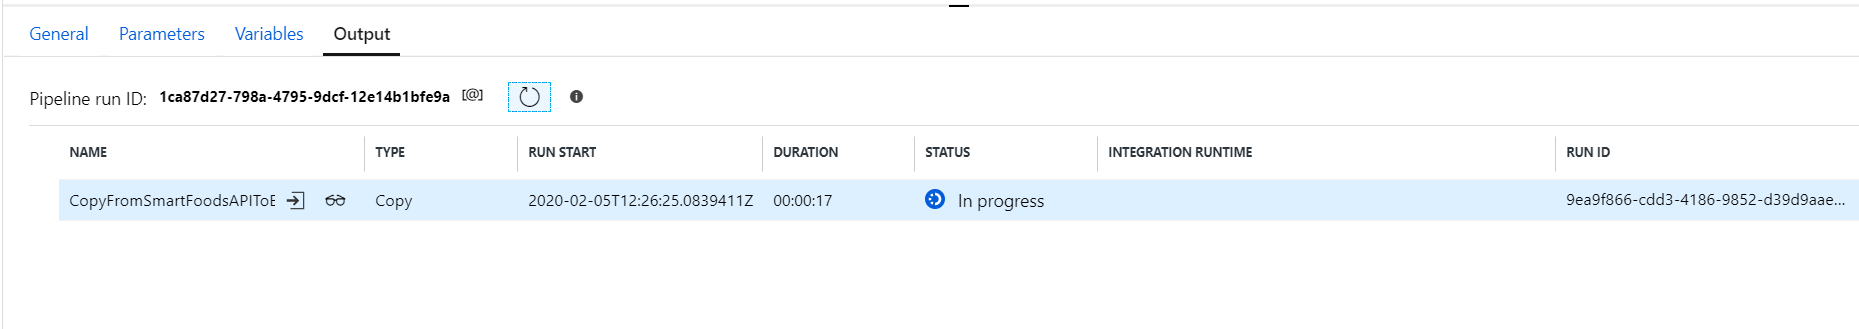 General Parameters Variables Output
Pipeline run ID: 1ca87d27-798a-4795-9dcf-12e14b1bfe9a [@]
NAME TYPE RUN START DURATION STATUS INTEGRATION RUNTIME RUN ID
CopyFromSmartFoodsAPIToE Copy 2020-02-05T12:26:25.0839411Z 00:00:17 In progress 9ea9f866-cdd3-4186-9852-d39d9aae...